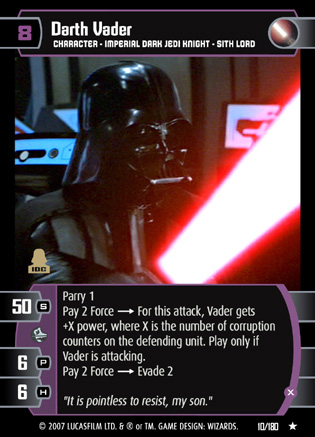 8 Darth Vader
CHARACTER - IMPERIAL DARK JEDI KNIGHT - SITH LORD
IDC
50 S
6 P
6 H
Parry 1
Pay 2 Force → For this attack, Vader gets
+X power, where X is the number of corruption
counters on the defending unit. Play only if
Vader is attacking.
Pay 2 Force → Evade 2
"It is pointless to resist, my son."
© 2007 LUCASFILM LTD. & ® or TM. GAME DESIGN: WIZARDS. 10/180 ★